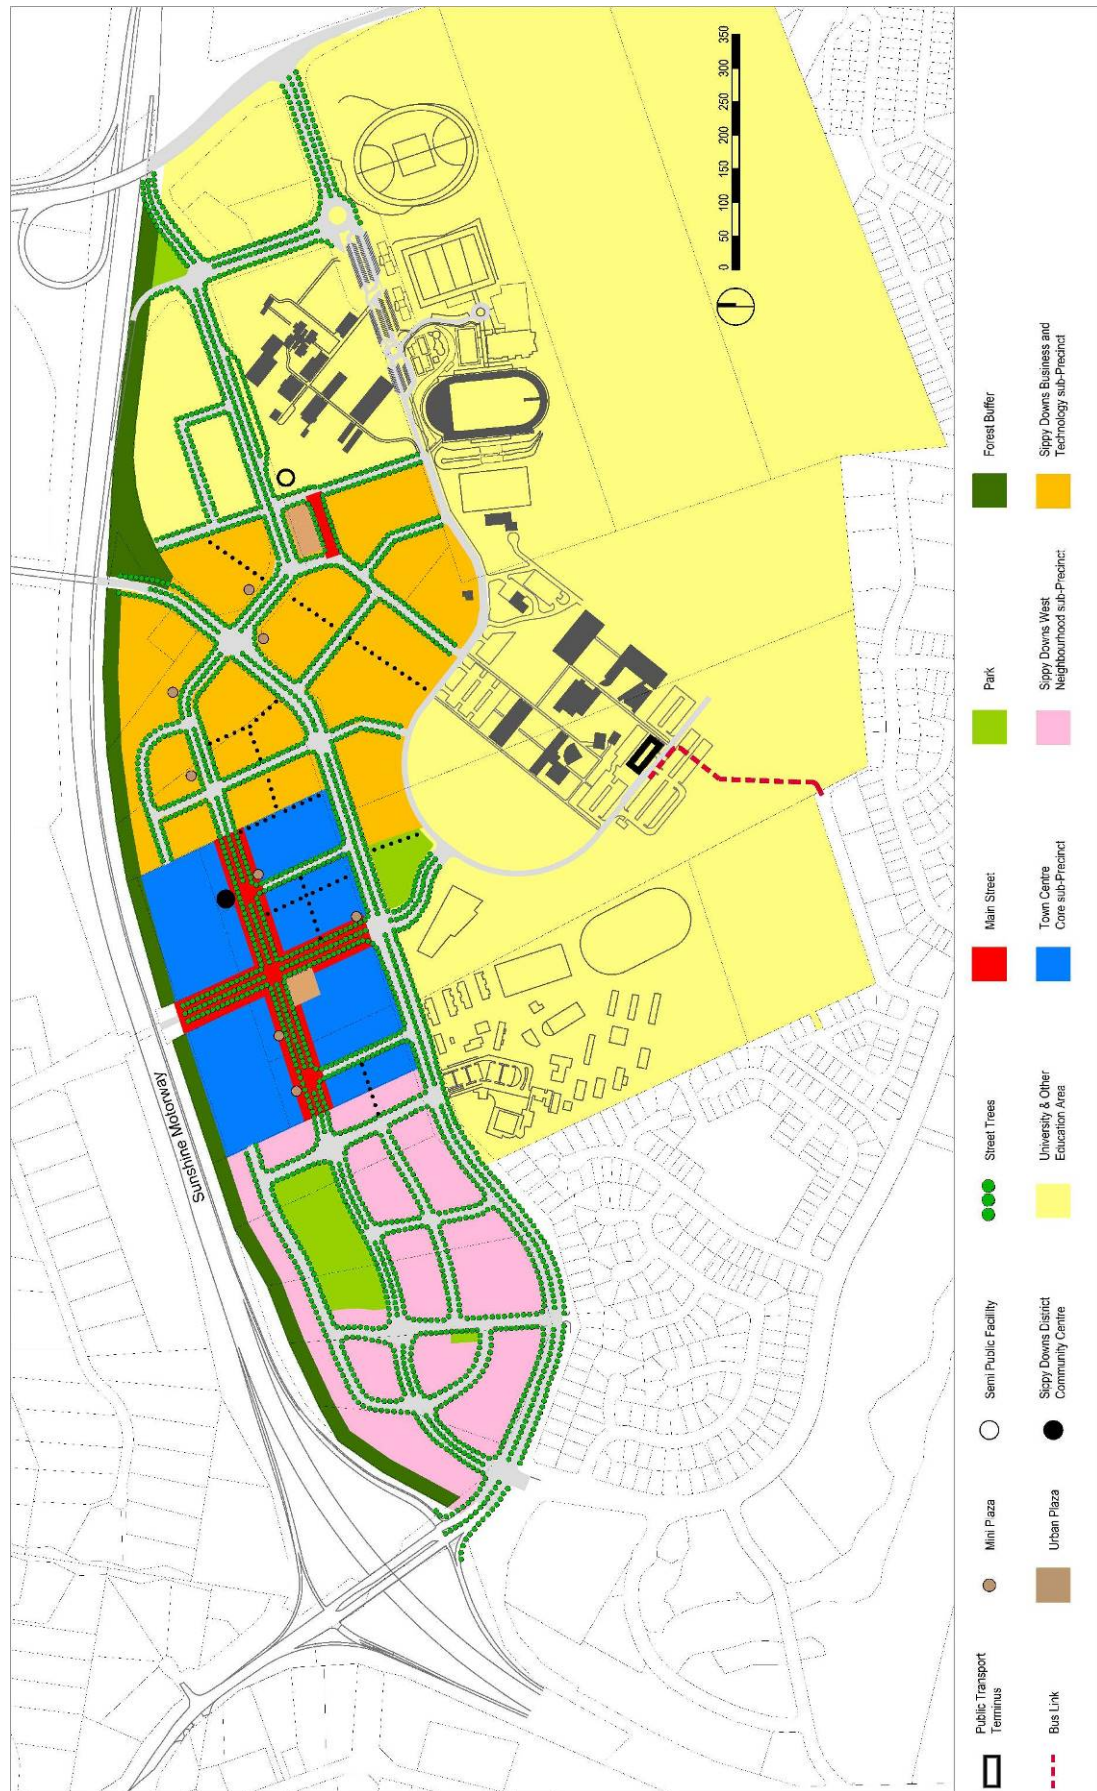 Sunshine Motorway
0 50 100 150 200 250 300 350
Public Transport
Terminus
Mini Plaza
Semi Public Facility
Street Trees
Main Street
Park
Forest Buffer
Bus Link
Urban Plaza
Sippy Downs District
Community Centre
University & Other
Education Area
Town Centre
Core sub-Precinct
Sippy Downs West
Neighbourhood sub-Precinct
Sippy Downs Business and
Technology sub-Precinct